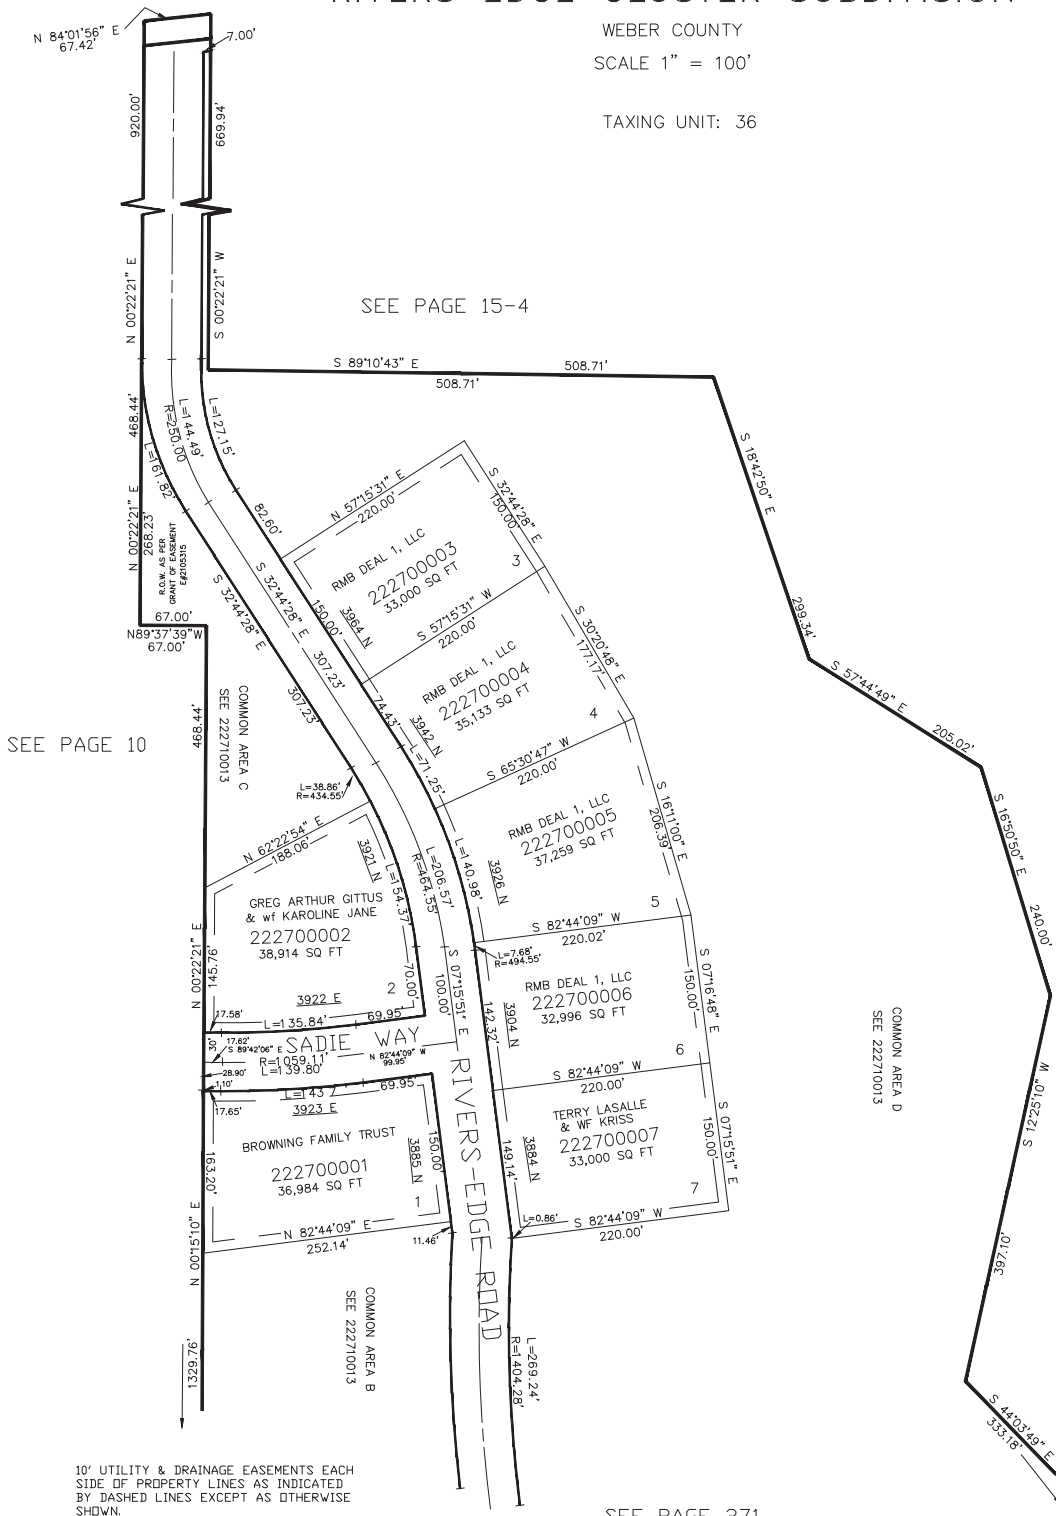 WEBER COUNTY
SCALE 1" = 100'
TAXING UNIT: 36
N 84°01'56" E
67.42'
7.00'
920.00'
669.94'
N 00°22'21" E
S 00°22'21" W
SEE PAGE 15-4
S 89°10'43" E
508.71'
508.71'
468.44'
L=161.82'
R=250.00
L=144.49'
L=127.15'
N 00°22'21" E
268.23'
R.O.W. AS PER
GRANT OF EASEMENT
E#2105315
67.00'
N89°37'39"W
67.00'
82.60'
S 32°44'28" E
S 32°44'28" E
150.00'
307.23'
307.23'
N 57°15'31" E
220.00'
S 32°44'28" E
150.00'
RMB DEAL 1, LLC
222700003
33,000 SQ FT
3
3964 N
S 57°15'31" W
220.00'
S 18°42'50" E
299.34'
S 30°20'48" E
177.17'
RMB DEAL 1, LLC
222700004
35,133 SQ FT
4
3942 N
74.43'
L=71.25'
S 65°30'47" W
220.00'
S 57°44'49" E
205.02'
SEE PAGE 10
468.44'
COMMON AREA C
SEE 222710013
L=38.86'
R=434.55'
N 62°22'54" E
188.06'
3921 N
L=154.37'
R=464.55'
L=206.57'
L=140.98'
RMB DEAL 1, LLC
222700005
37,259 SQ FT
5
3926 N
S 16°11'00" E
206.39'
S 16°50'50" E
240.00'
GREG ARTHUR GITTUS
& wf KAROLINE JANE
222700002
38,914 SQ FT
2
3922 E
N 00°22'21" E
145.76'
70.00'
100.00'
S 07°15'51" E
S 82°44'09" W
220.02'
L=7.68'
R=494.55'
RMB DEAL 1, LLC
222700006
32,996 SQ FT
6
142.32'
3904 N
S 07°16'48" E
150.00'
17.58'
L=135.84'
69.95'
30'
17.62'
S 89°42'06" E
SADIE WAY
R=1059.11'
N 82°44'09" W
99.95'
28.90'
L=139.80'
1.10'
L=143
69.95'
17.65'
3923 E
S 82°44'09" W
220.00'
COMMON AREA D
SEE 222710013
S 12°25'10" W
397.10'
BROWNING FAMILY TRUST
222700001
36,984 SQ FT
1
163.20'
3885 N
150.00'
RIVERS-EDGE ROAD
TERRY LASALLE
& WF KRISS
222700007
33,000 SQ FT
7
149.14'
3884 N
S 07°15'51" E
150.00'
N 00°15'10" E
N 82°44'09" E
252.14'
11.46'
L=0.86'
S 82°44'09" W
220.00'
COMMON AREA B
SEE 222710013
1329.76'
L=269.24'
R=1404.28'
S 44°03'49" E
333.18'
10' UTILITY & DRAINAGE EASEMENTS EACH
SIDE OF PROPERTY LINES AS INDICATED
BY DASHED LINES EXCEPT AS OTHERWISE
SHOWN.